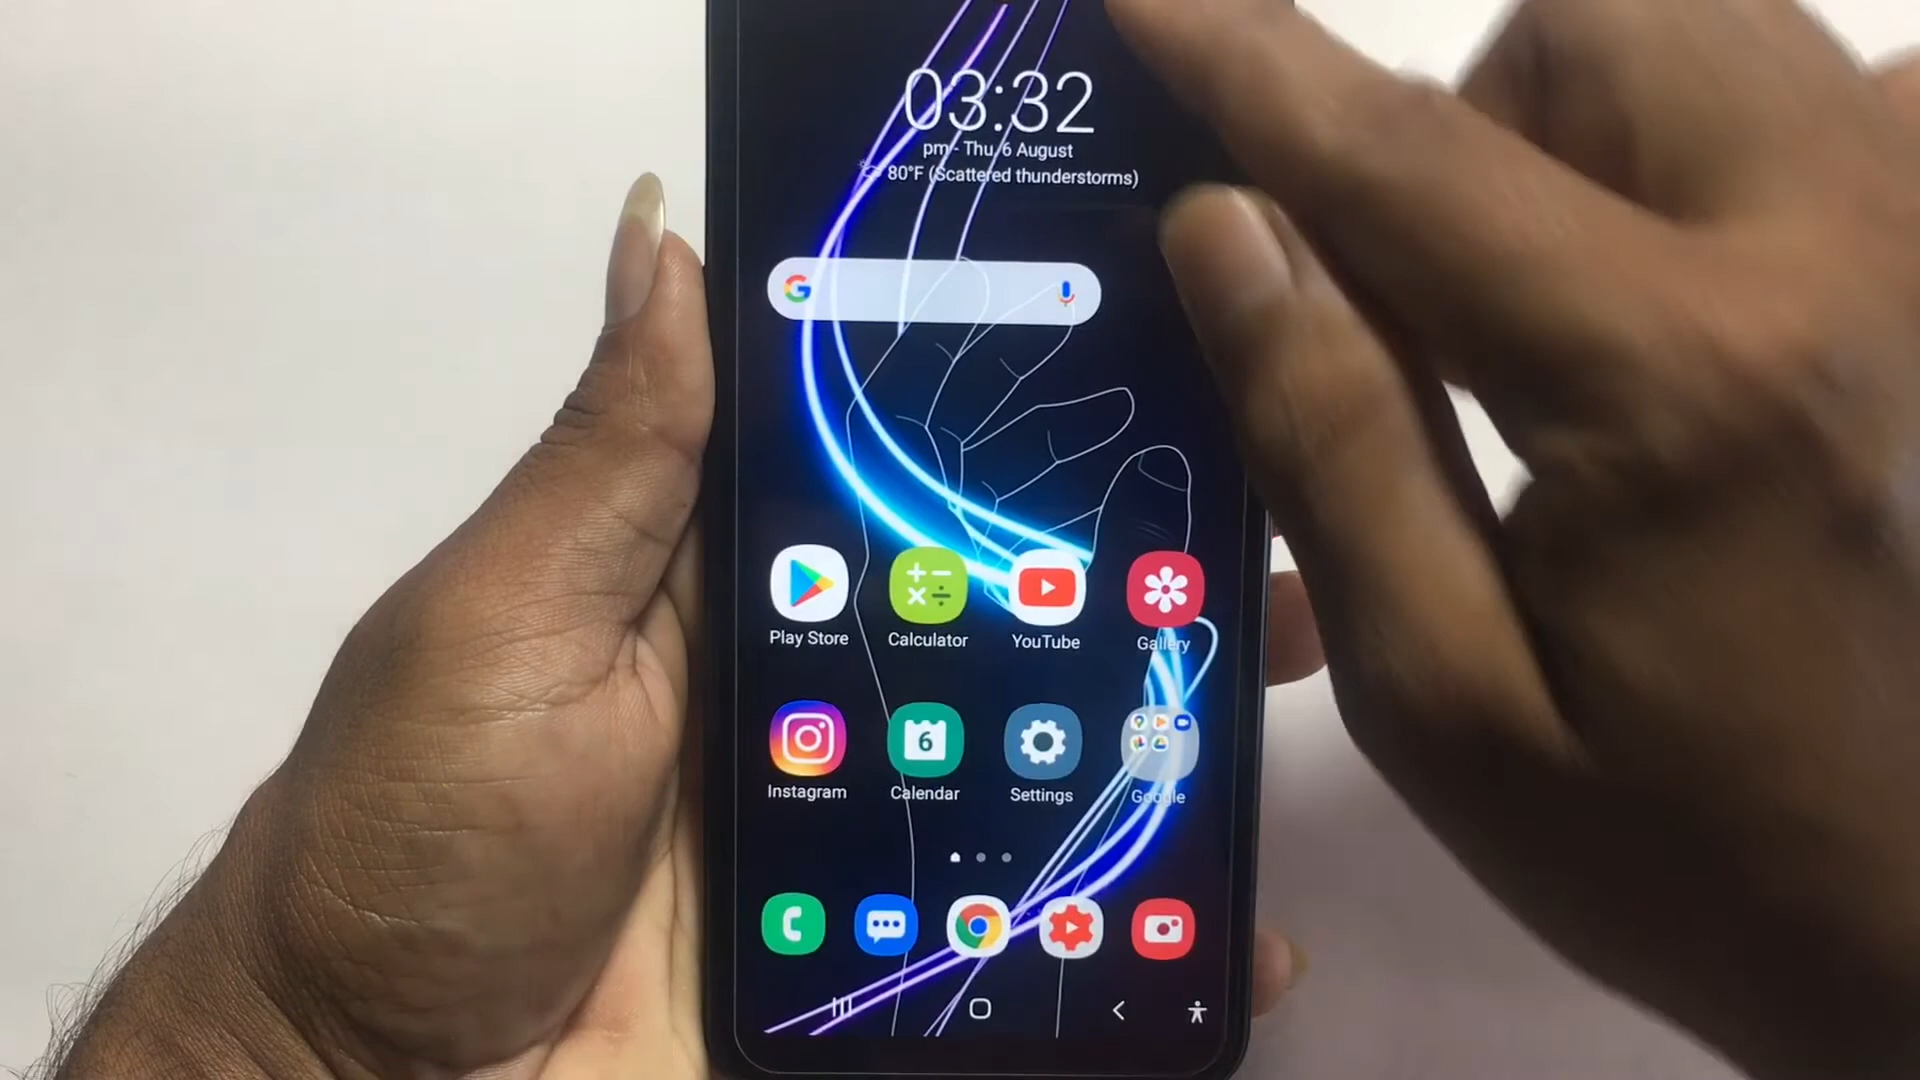 03:32
pm - Thu, 6 August
80°F (Scattered thunderstorms)
Play Store
Calculator
YouTube
Gallery
Instagram
6
Calendar
Settings
Google